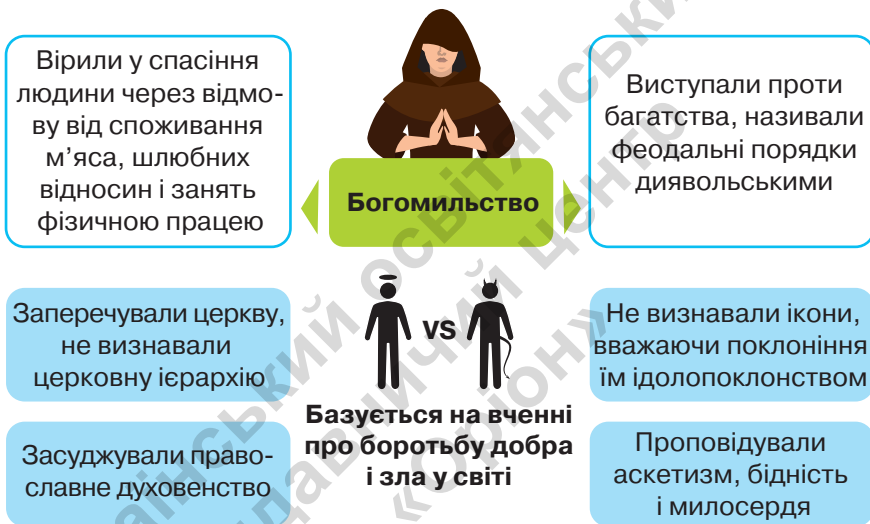 Вірили у спасіння
людини через відмо-
ву від споживання
м’яса, шлюбних
відносин і занять
фізичною працею
Богомильство
Виступали проти
багатства, називали
феодальні порядки
диявольськими
Заперечували церкву,
не визнавали
церковну ієрархію
VS
Не визнавали ікони,
вважаючи поклоніння
їм ідолопоклонством
Базується на вченні
про боротьбу добра
і зла у світі
Засуджували право-
славне духовенство
Проповідували
аскетизм, бідність
і милосердя